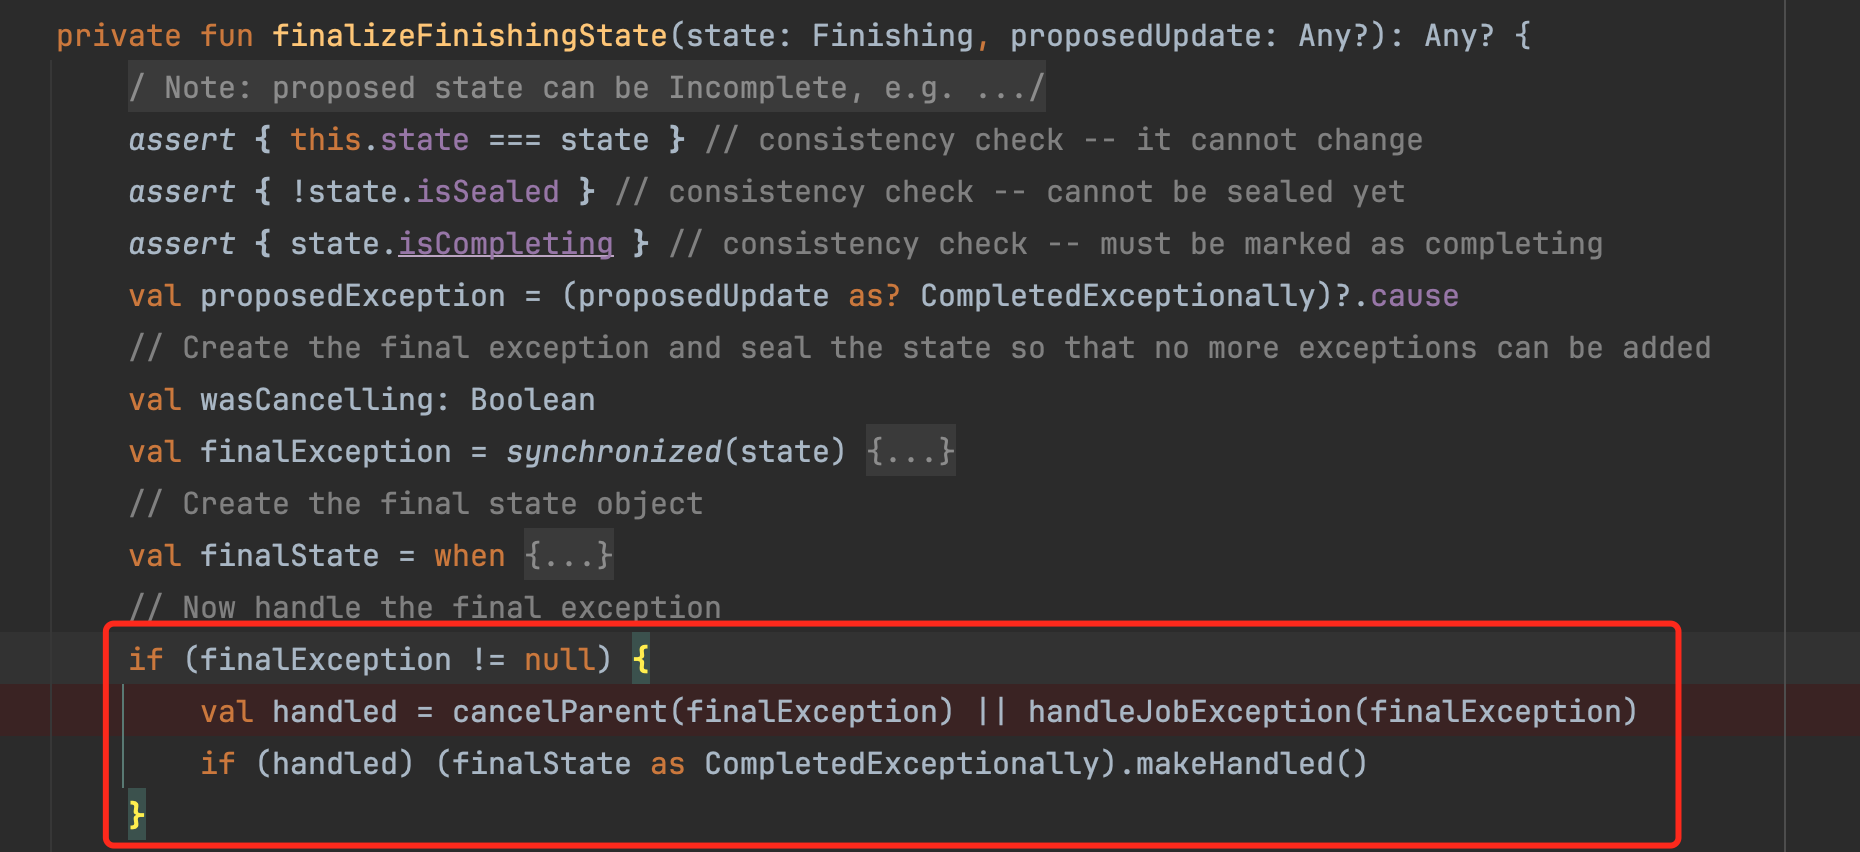 private fun finalizeFinishingState(state: Finishing, proposedUpdate: Any?): Any? {
/ Note: proposed state can be Incomplete, e.g. .../
assert { this.state === state } // consistency check -- it cannot change
assert { !state.isSealed } // consistency check -- cannot be sealed yet
assert { state.isCompleting } // consistency check -- must be marked as completing
val proposedException = (proposedUpdate as? CompletedExceptionally)?.cause
// Create the final exception and seal the state so that no more exceptions can be added
val wasCancelling: Boolean
val finalException = synchronized(state) {...}
// Create the final state object
val finalState = when {...}
// Now handle the final exception
if (finalException != null) {
val handled = cancelParent(finalException) || handleJobException(finalException)
if (handled) (finalState as CompletedExceptionally).makeHandled()
}